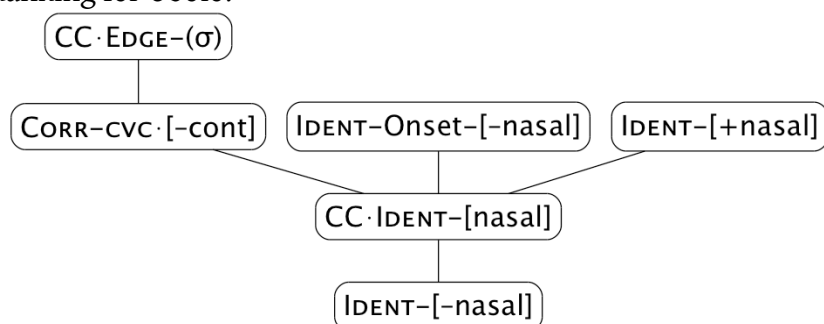 CC·Edge–(σ)
Corr–cvc·[–cont] Ident–Onset–[–nasal] Ident–[+nasal]
CC·Ident–[nasal]
Ident–[–nasal]